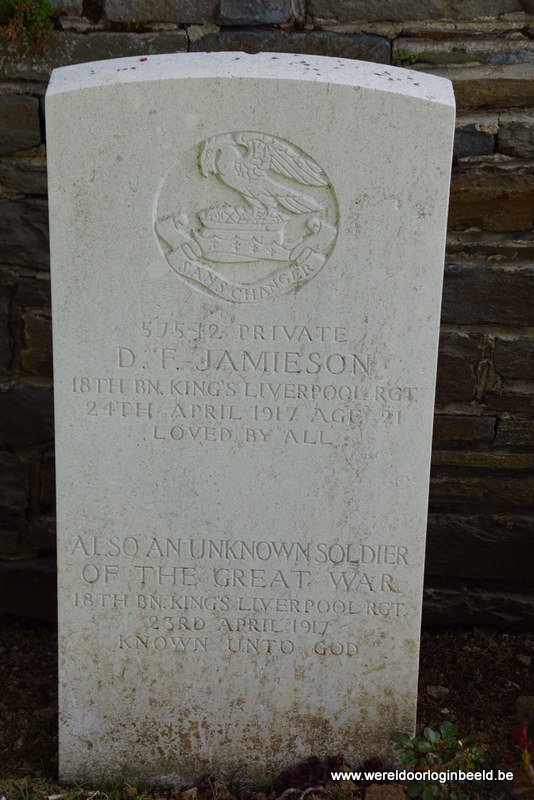 SANS CHANGER
57512 PRIVATE
D. F. JAMIESON
18TH BN. KING'S LIVERPOOL RGT.
24TH APRIL 1917 AGE 21
LOVED BY ALL
ALSO AN UNKNOWN SOLDIER
OF THE GREAT WAR
18TH BN. KING'S LIVERPOOL RGT.
23RD APRIL 1917
KNOWN UNTO GOD
www.wereldoorloginbeeld.be